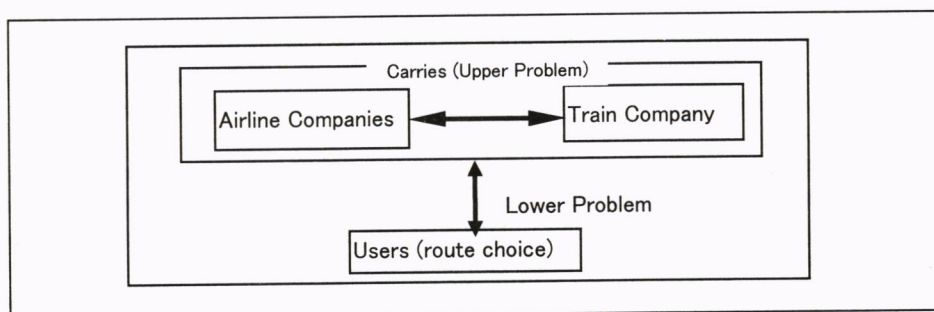 Carries (Upper Problem)
Airline Companies
Train Company
Lower Problem
Users (route choice)